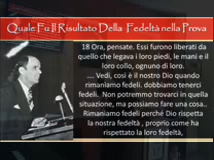 Quale Fu Il Risultato Della Fedeltà nella Prova
18 Ora, pensate. Essi furono liberati da
quello che legava i loro piedi, le mani e il
loro collo, ognuno di loro.
.... Vedi, così è il nostro Dio quando
rimaniamo fedeli. dobbiamo tenerci
fedeli. Non potremmo trovarci in quella
situazione, ma possiamo fare una cosa..
Rimaniamo fedeli perché Dio rispetta
la nostra fedeltà , proprio come ha
rispettato la loro fedeltà,